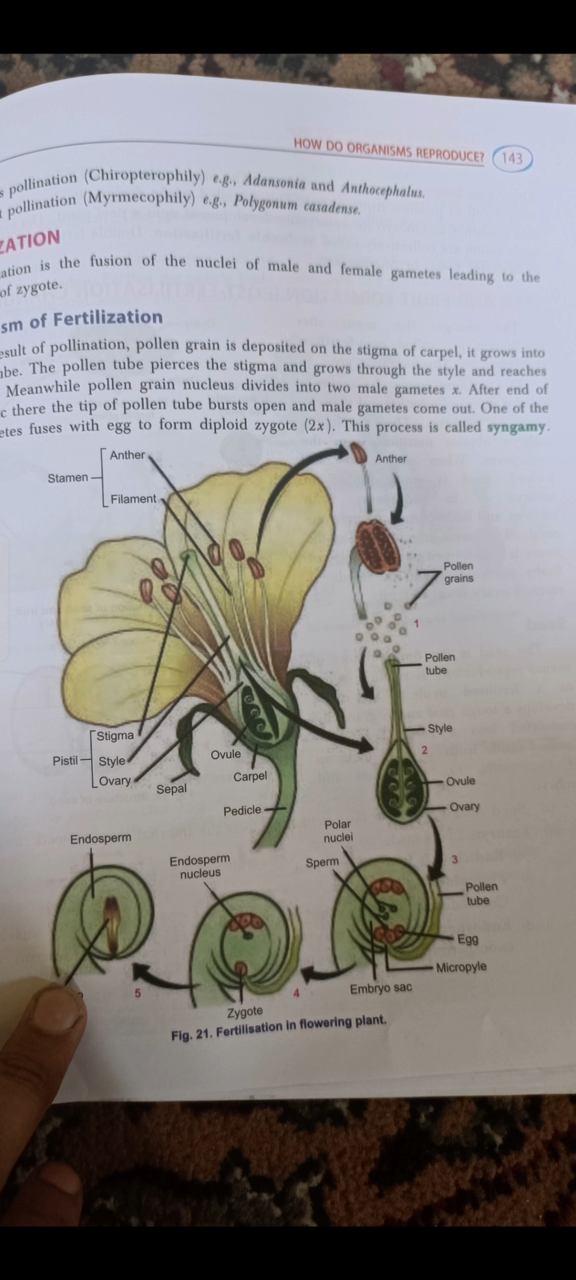 HOW DO ORGANISMS REPRODUCE? 143
pollination (Chiropterophily) e.g., Adansonia and Anthocephalus.
pollination (Myrmecophily) e.g., Polygonum casadense.
ZATION
ation is the fusion of the nuclei of male and female gametes leading to the
of zygote.
sm of Fertilization
esult of pollination, pollen grain is deposited on the stigma of carpel, it grows into
ube. The pollen tube pierces the stigma and grows through the style and reaches
Meanwhile pollen grain nucleus divides into two male gametes x. After end of
c there the tip of pollen tube bursts open and male gametes come out. One of the
etes fuses with egg to form diploid zygote (2x). This process is called syngamy.
Anther
Stamen
Filament
Anther
Pollen
grains
1
Pollen
tube
Stigma
Pistil
Style
Ovary
Sepal
Ovule
Carpel
Pedicle
Style
2
Ovule
Ovary
3
Endosperm
Endosperm
nucleus
Polar
nuclei
Sperm
Pollen
tube
Egg
Micropyle
Embryo sac
5
4
Zygote
Fig. 21. Fertilisation in flowering plant.